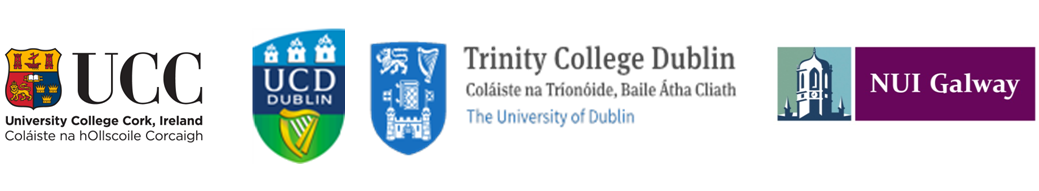 UCC
University College Cork, Ireland
Coláiste na hOllscoile Corcaigh
UCD
DUBLIN
Trinity College Dublin
Coláiste na Tríonóide, Baile Átha Cliath
The University of Dublin
NUI Galway